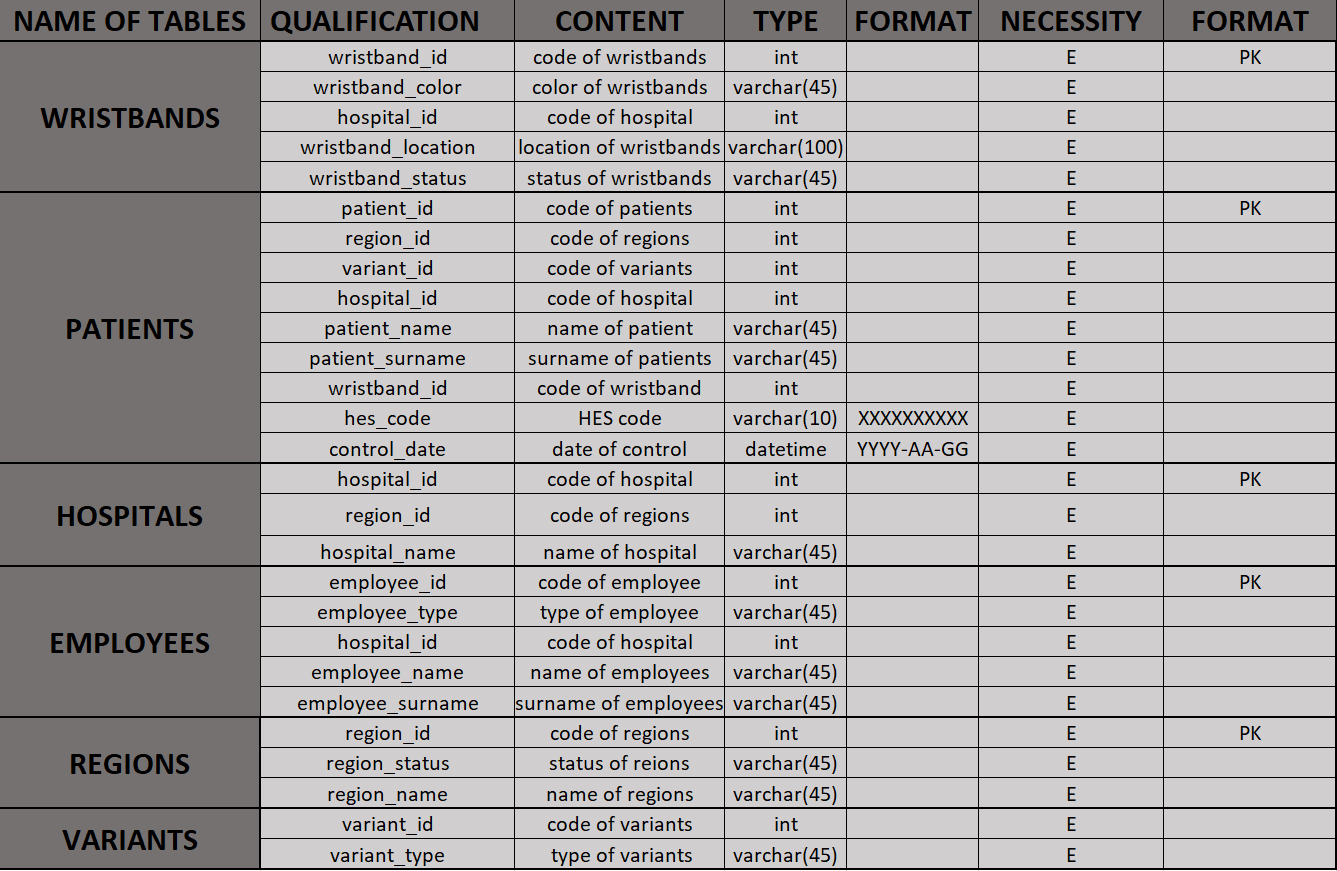 NAME OF TABLES QUALIFICATION CONTENT TYPE FORMAT NECESSITY FORMAT
WRISTBANDS
wristband_id code of wristbands int E PK
wristband_color color of wristbands varchar(45) E
hospital_id code of hospital int E
wristband_location location of wristbands varchar(100) E
wristband_status status of wristbands varchar(45) E
PATIENTS
patient_id code of patients int E PK
region_id code of regions int E
variant_id code of variants int E
hospital_id code of hospital int E
patient_name name of patient varchar(45) E
patient_surname surname of patients varchar(45) E
wristband_id code of wristband int E
hes_code HES code varchar(10) XXXXXXXXXX E
control_date date of control datetime YYYY-AA-GG E
HOSPITALS
hospital_id code of hospital int E PK
region_id code of regions int E
hospital_name name of hospital varchar(45) E
EMPLOYEES
employee_id code of employee int E PK
employee_type type of employee varchar(45) E
hospital_id code of hospital int E
employee_name name of employees varchar(45) E
employee_surname surname of employees varchar(45) E
REGIONS
region_id code of regions int E PK
region_status status of reions varchar(45) E
region_name name of regions varchar(45) E
VARIANTS
variant_id code of variants int E
variant_type type of variants varchar(45) E